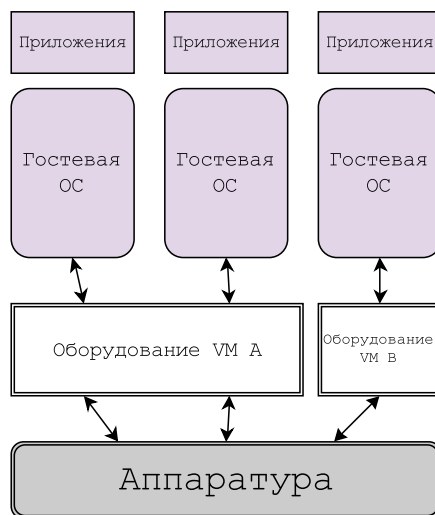 Приложения
Приложения
Приложения
Гостевая
ОС
Гостевая
ОС
Гостевая
ОС
Оборудование VM A
Оборудование
VM B
Аппаратура